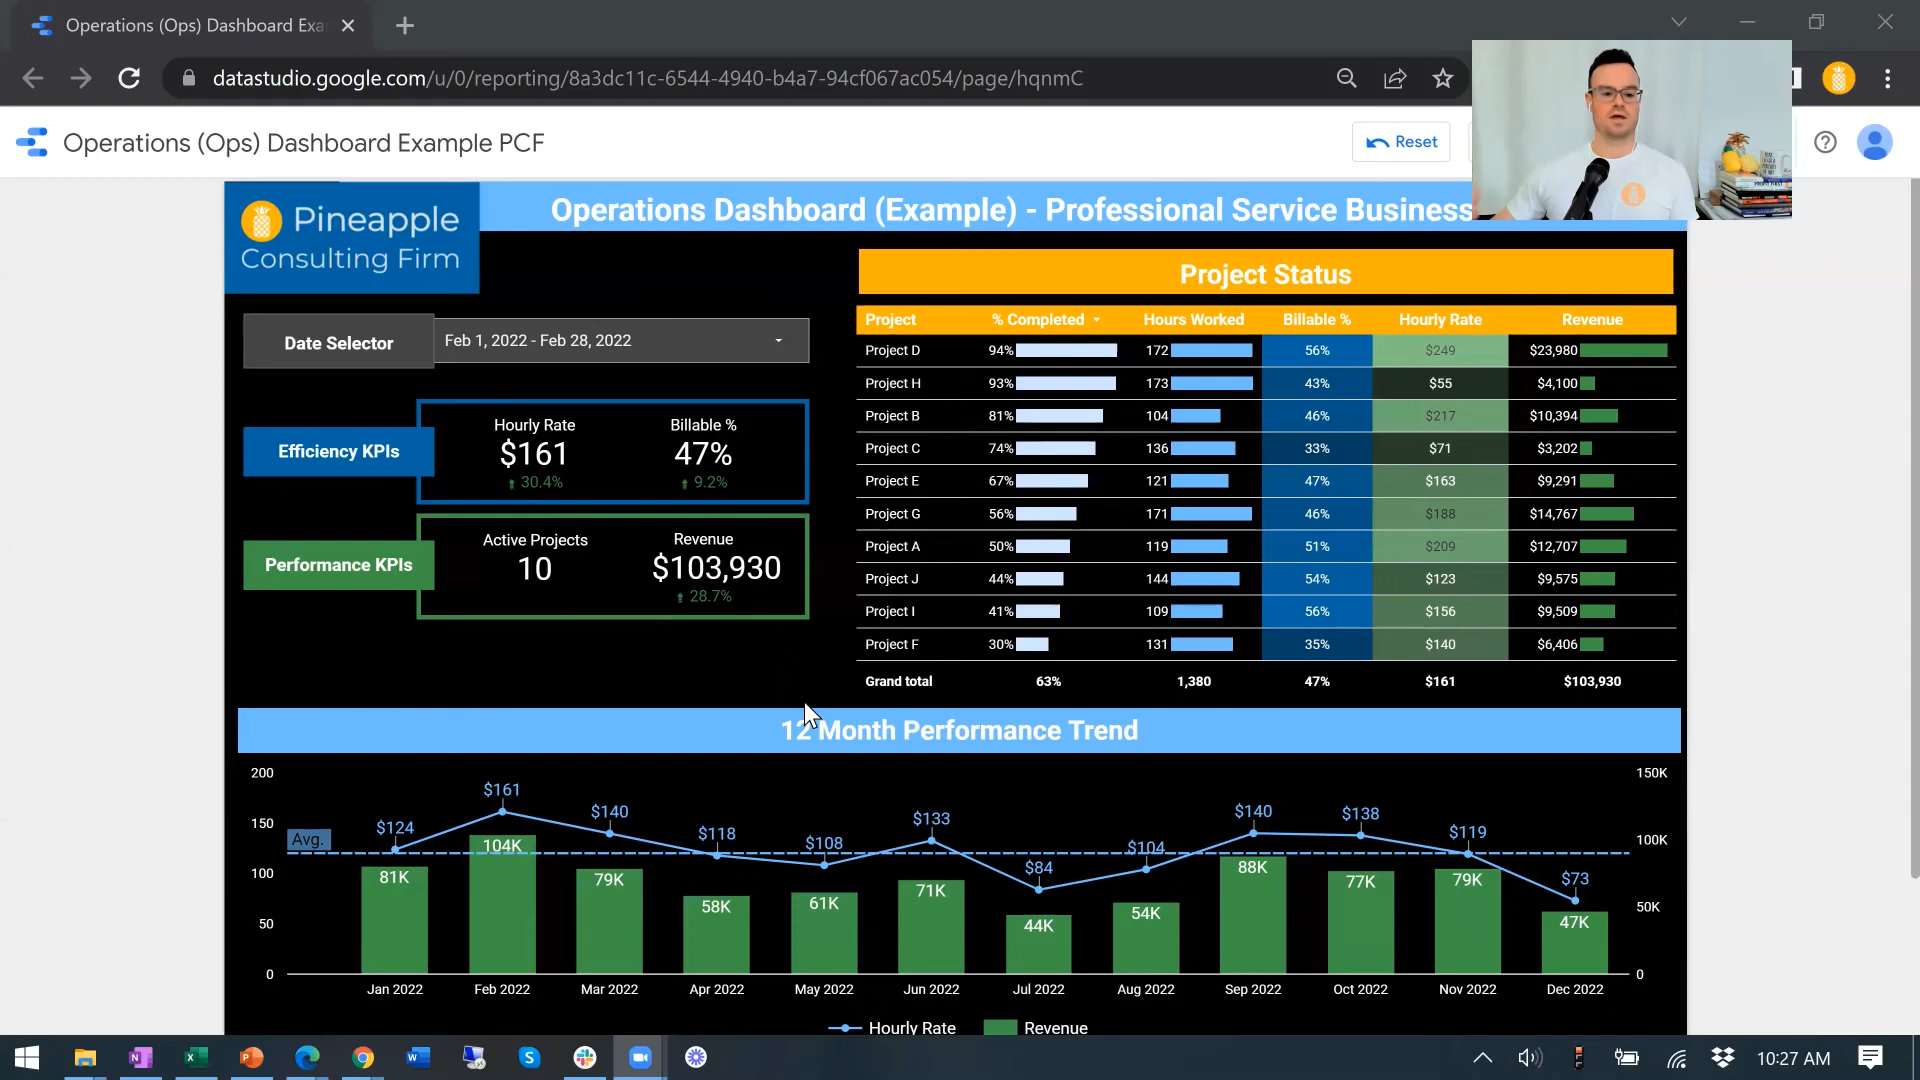 Operations (Ops) Dashboard Exa
datastudio.google.com/u/0/reporting/8a3dc11c-6544-4940-b4a7-94cf067ac054/page/hqnmC
Operations (Ops) Dashboard Example PCF
Reset
Pineapple
Consulting Firm
Operations Dashboard (Example) - Professional Service Business
Date Selector
Feb 1, 2022 - Feb 28, 2022
Efficiency KPIs
Hourly Rate Billable %
$161 47%
30.4% 9.2%
Performance KPIs
Active Projects Revenue
10 $103,930
28.7%
Project Status
Project % Completed Hours Worked Billable % Hourly Rate Revenue
Project D 94% 172 56% $249 $23,980
Project H 93% 173 43% $55 $4,100
Project B 81% 104 46% $217 $10,394
Project C 74% 136 33% $71 $3,202
Project E 67% 121 47% $163 $9,291
Project G 56% 171 46% $188 $14,767
Project A 50% 119 51% $209 $12,707
Project J 44% 144 54% $123 $9,575
Project I 41% 109 56% $156 $9,509
Project F 30% 131 35% $140 $6,406
Grand total 63% 1,380 47% $161 $103,930
12 Month Performance Trend
200 150 100 50 0
Avg.
$124 $161 $140 $118 $108 $133 $84 $104 $140 $138 $119 $73
81K 104K 79K 58K 61K 71K 44K 54K 88K 77K 79K 47K
150K 100K 50K 0
Jan 2022 Feb 2022 Mar 2022 Apr 2022 May 2022 Jun 2022 Jul 2022 Aug 2022 Sep 2022 Oct 2022 Nov 2022 Dec 2022
Hourly Rate Revenue
10:27 AM